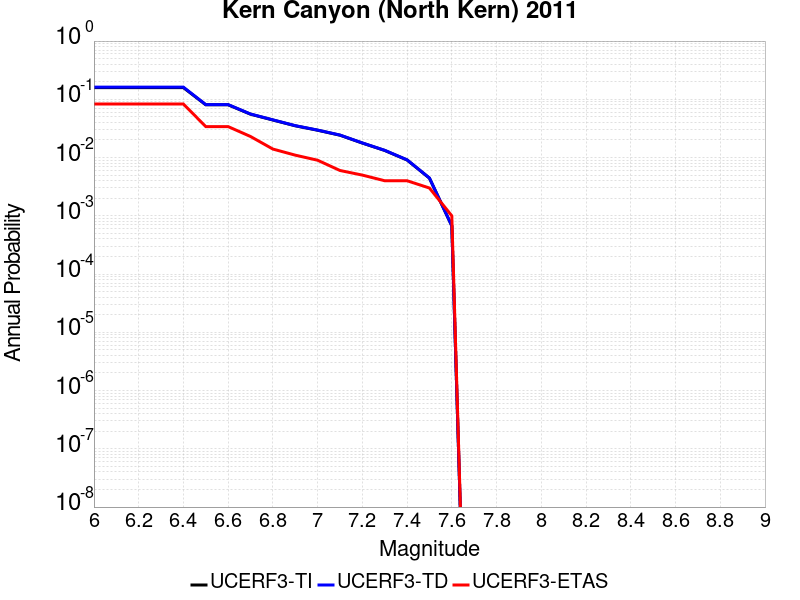 Kern Canyon (North Kern) 2011
10^0
10^-1
10^-2
10^-3
10^-4
10^-5
10^-6
10^-7
10^-8
Annual Probability
6 6.2 6.4 6.6 6.8 7 7.2 7.4 7.6 7.8 8 8.2 8.4 8.6 8.8 9
Magnitude
UCERF3-TI UCERF3-TD UCERF3-ETAS